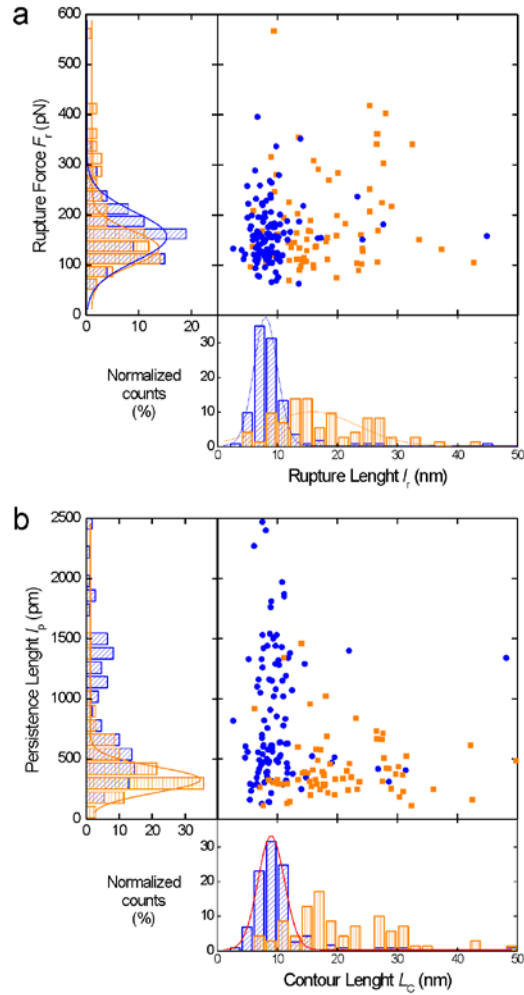 a
600
500
400
300
200
100
0
Rupture Force Fr (pN)
0 10 20
30
20
10
0
Normalized
counts
(%)
0 10 20 30 40 50
Rupture Lenght lr (nm)
b
2500
2000
1500
1000
500
0
Persistence Lenght lp (pm)
0 10 20 30
30
20
10
0
Normalized
counts
(%)
0 10 20 30 40 50
Contour Lenght LC (nm)